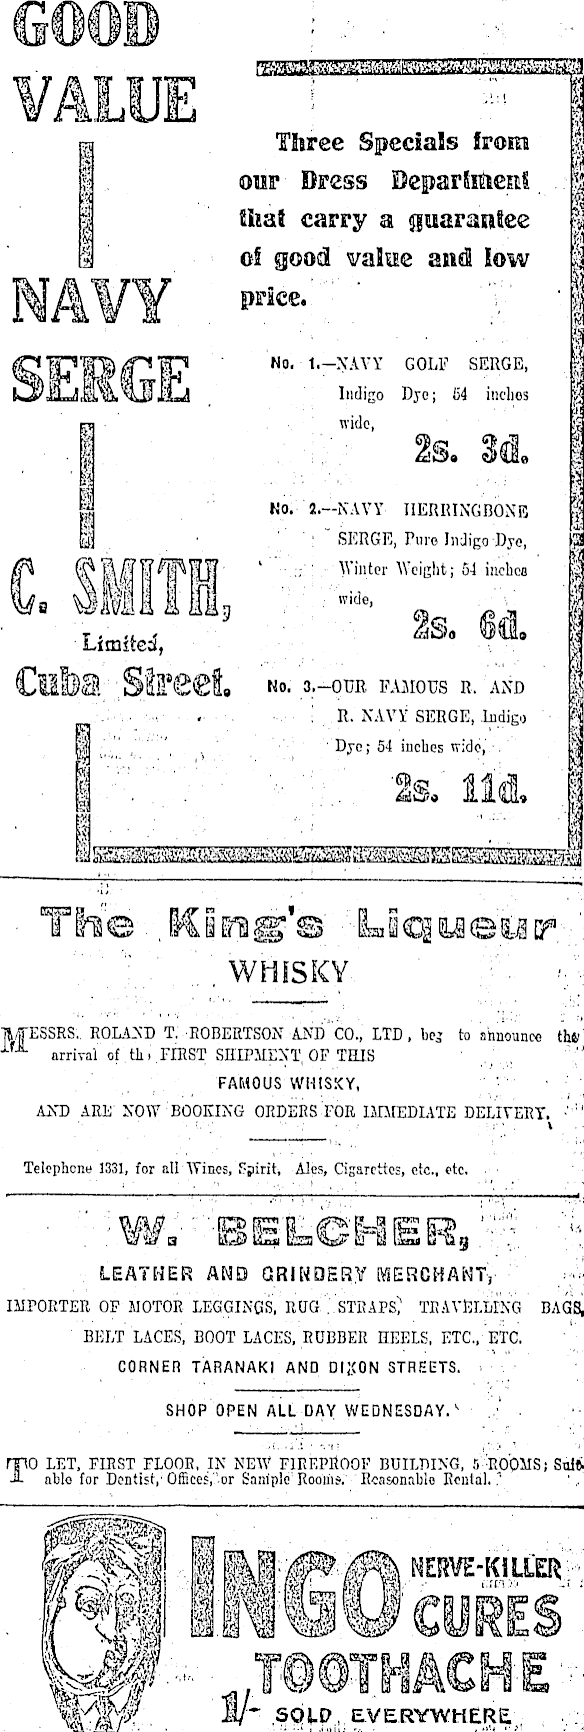 GOOD
VALUE
NAVY
SERGE
C. SMITH,
Limited,
Cuba Street.
Three Specials from
our Dress Department
that carry a guarantee
of good value and low
price.
No. 1.—NAVY GOLF SERGE,
Indigo Dye; 54 inches
wide,
2s. 3d.
No. 2.—NAVY HERRINGBONE
SERGE, Pure Indigo Dye,
Winter Weight; 54 inches
wide,
2s. 6d.
No. 3.—OUR FAMOUS R. AND
R. NAVY SERGE, Indigo
Dye; 54 inches wide,
2s. 11d.
The King's Liqueur
WHISKY
MESSRS. ROLAND T. ROBERTSON AND CO., LTD, beg to announce the
arrival of the FIRST SHIPMENT OF THIS
FAMOUS WHISKY,
AND ARE NOW BOOKING ORDERS FOR IMMEDIATE DELIVERY.
Telephone 1331, for all Wines, Spirit, Ales, Cigarettes, etc., etc.
W. BELCHER,
LEATHER AND GRINDERY MERCHANT,
IMPORTER OF MOTOR LEGGINGS, RUG STRAPS, TRAVELLING BAGS,
BELT LACES, BOOT LACES, RUBBER HEELS, ETC., ETC.
CORNER TARANAKI AND DIXON STREETS.
SHOP OPEN ALL DAY WEDNESDAY.
TO LET, FIRST FLOOR, IN NEW FIREPROOF BUILDING, 5 ROOMS; Suit-
able for Dentist, Offices, or Sample Rooms. Reasonable Rental.
INGO NERVE-KILLER
CURES
TOOTHACHE
1/- SOLD EVERYWHERE